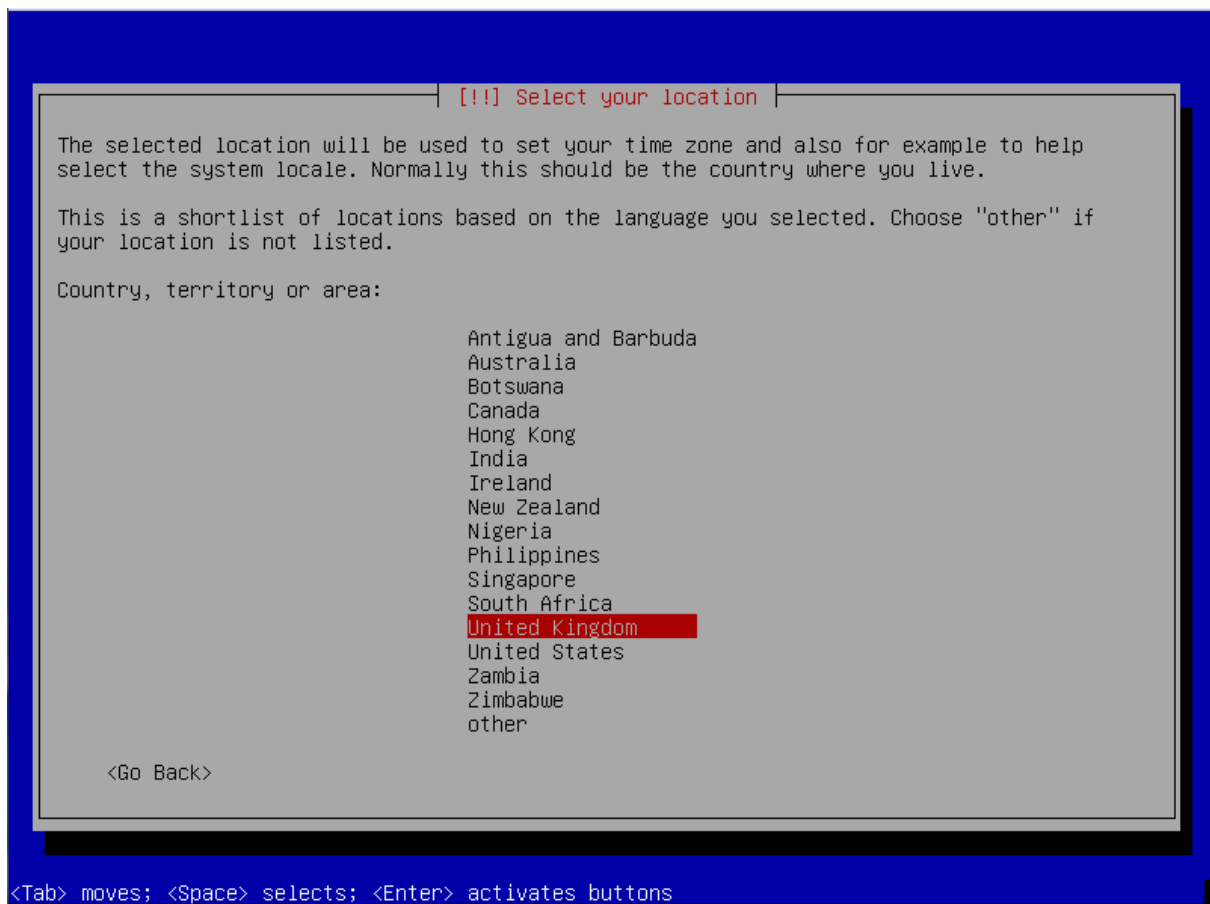 [!!] Select your location
The selected location will be used to set your time zone and also for example to help
select the system locale. Normally this should be the country where you live.
This is a shortlist of locations based on the language you selected. Choose "other" if
your location is not listed.
Country, territory or area:
Antigua and Barbuda
Australia
Botswana
Canada
Hong Kong
India
Ireland
New Zealand
Nigeria
Philippines
Singapore
South Africa
United Kingdom
United States
Zambia
Zimbabwe
other
<Go Back>
<Tab> moves; <Space> selects; <Enter> activates buttons